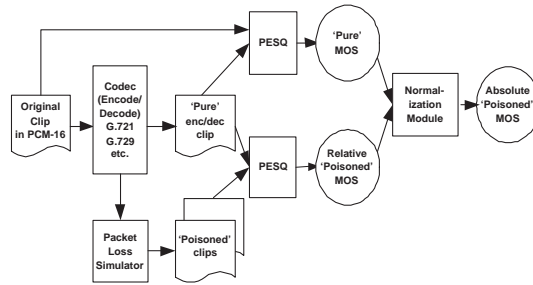 PESQ
'Pure'
MOS
Original
Clip
in PCM-16
Codec
(Encode/
Decode)
G.721
G.729
etc.
'Pure'
enc/dec
clip
Normal-
ization
Module
Absolute
'Poisoned'
MOS
PESQ
Relative
'Poisoned'
MOS
Packet
Loss
Simulator
'Poisoned'
clips